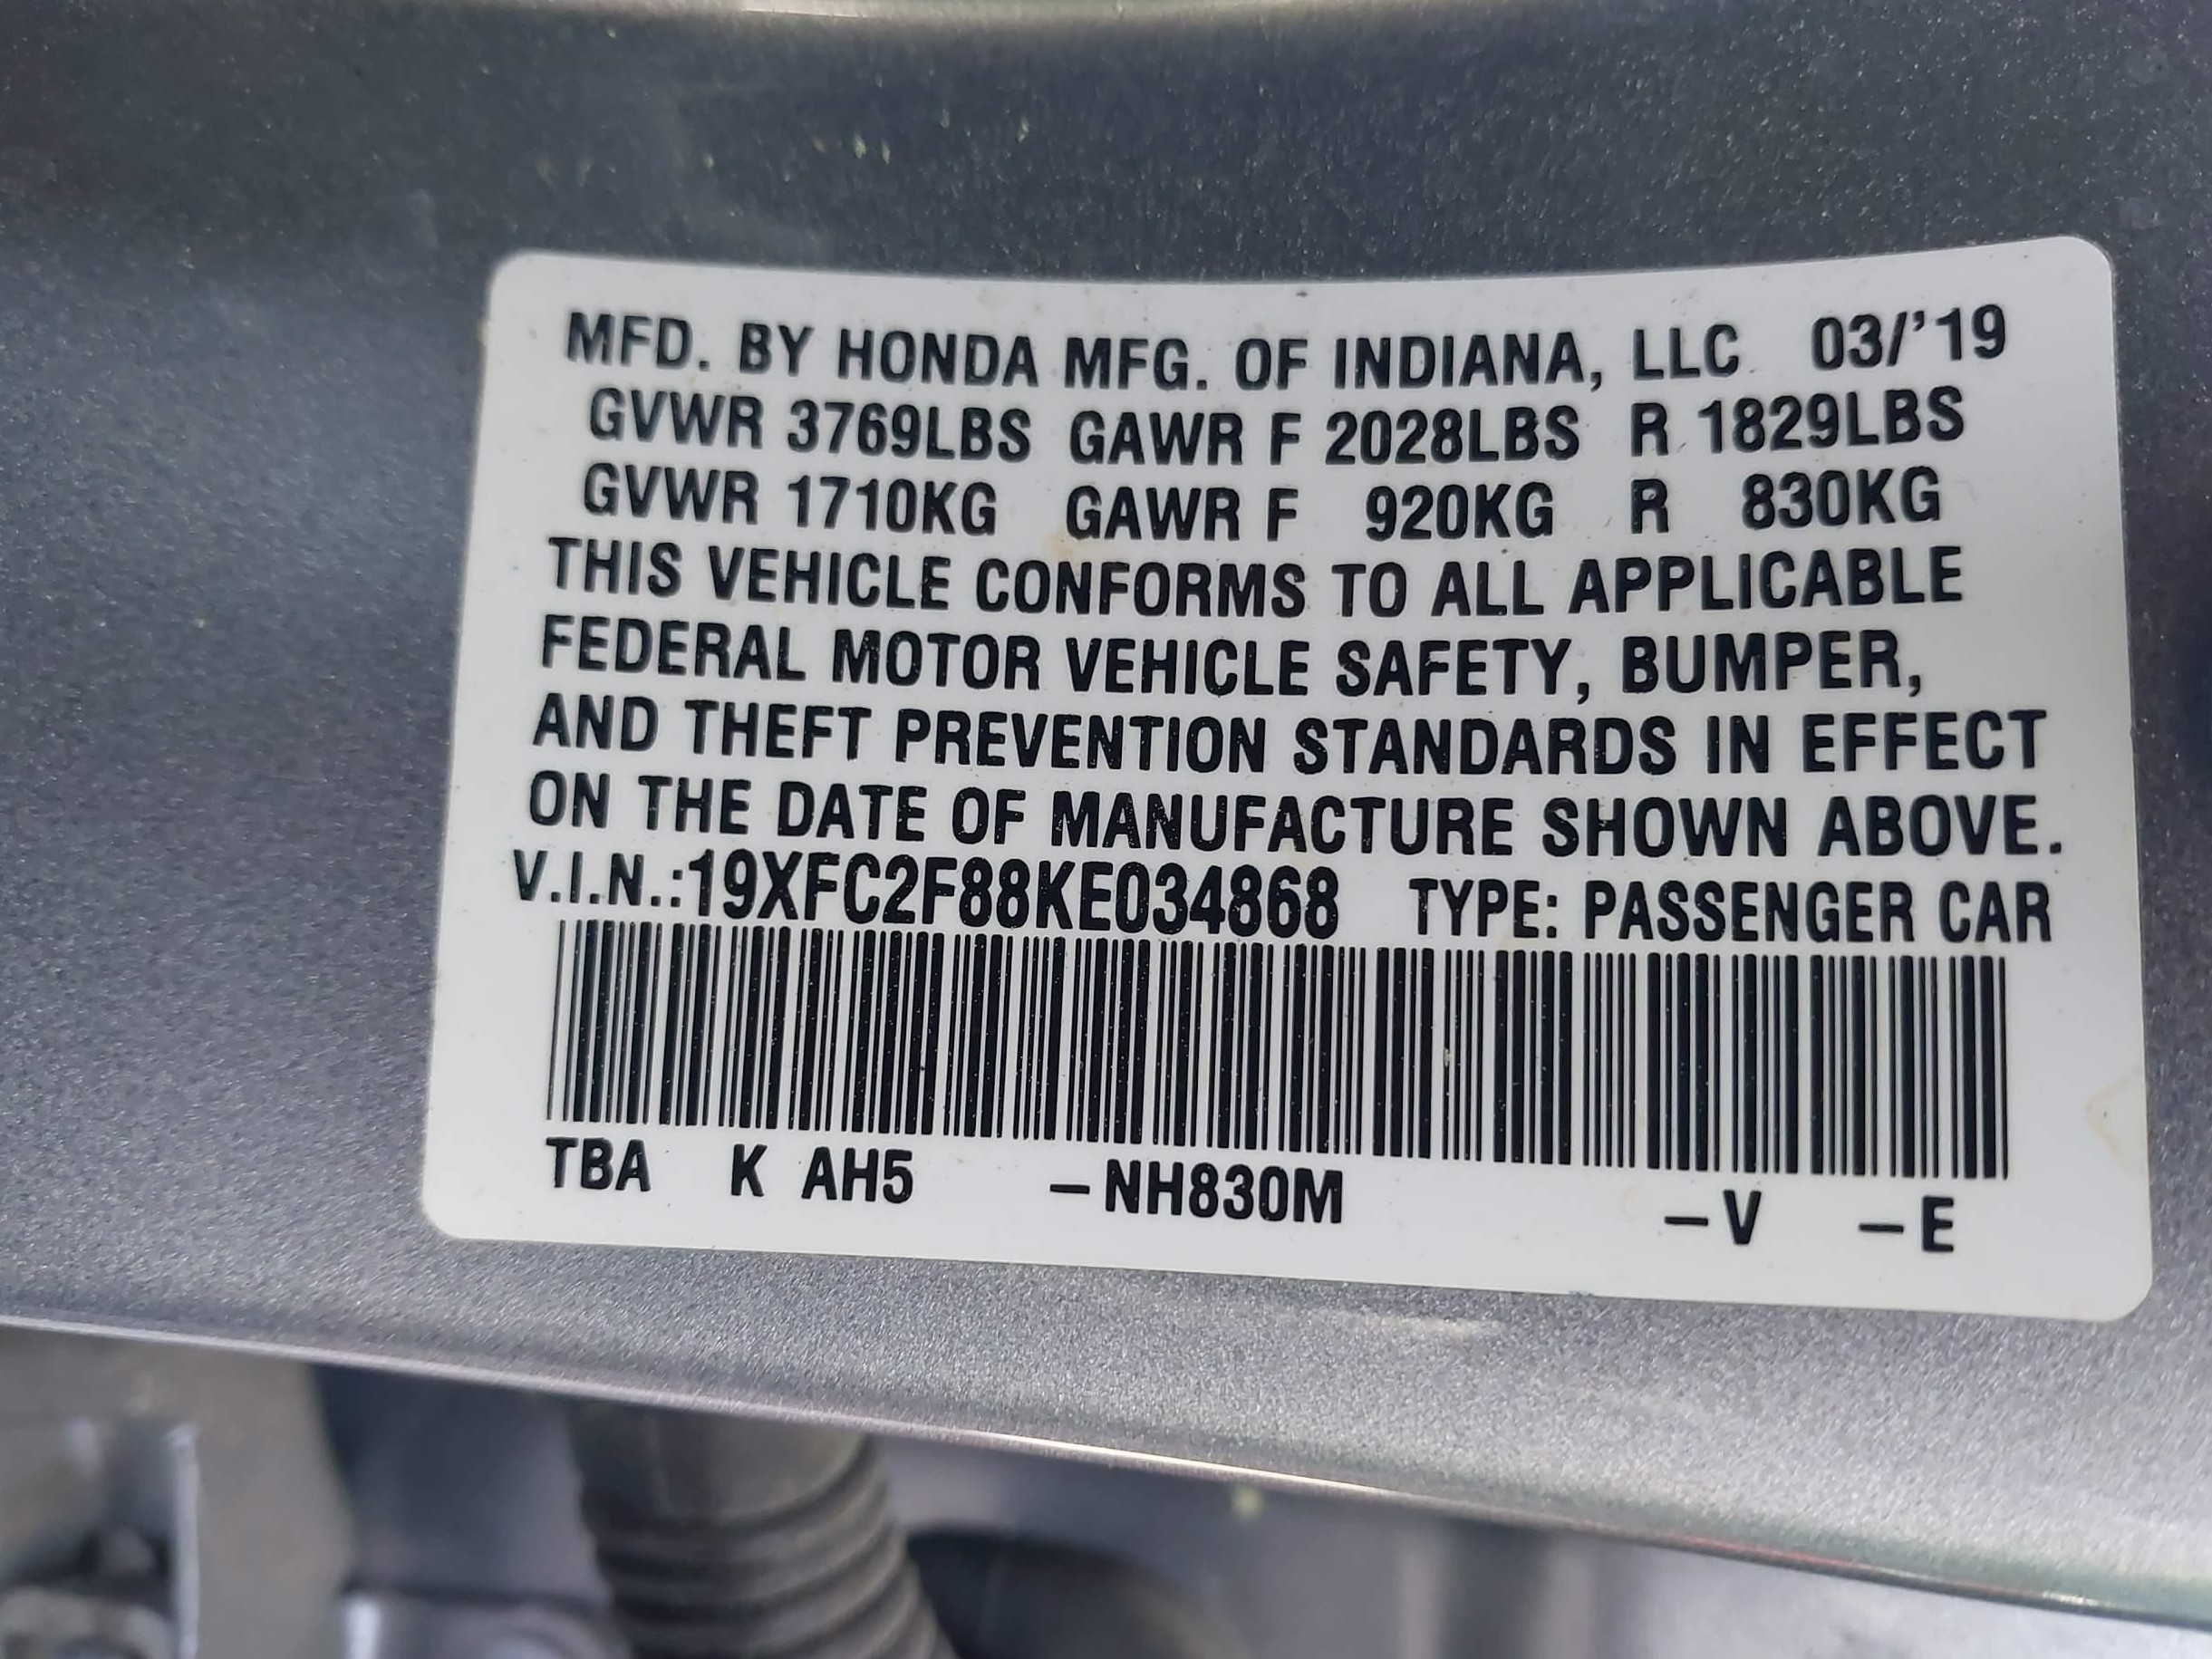 MFD. BY HONDA MFG. OF INDIANA, LLC 03/'19
GVWR 3769LBS GAWR F 2028LBS R 1829LBS
GVWR 1710KG GAWR F 920KG R 830KG
THIS VEHICLE CONFORMS TO ALL APPLICABLE
FEDERAL MOTOR VEHICLE SAFETY, BUMPER,
AND THEFT PREVENTION STANDARDS IN EFFECT
ON THE DATE OF MANUFACTURE SHOWN ABOVE.
V.I.N.:19XFC2F88KE034868 TYPE: PASSENGER CAR
TBA K AH5 –NH830M –V –E